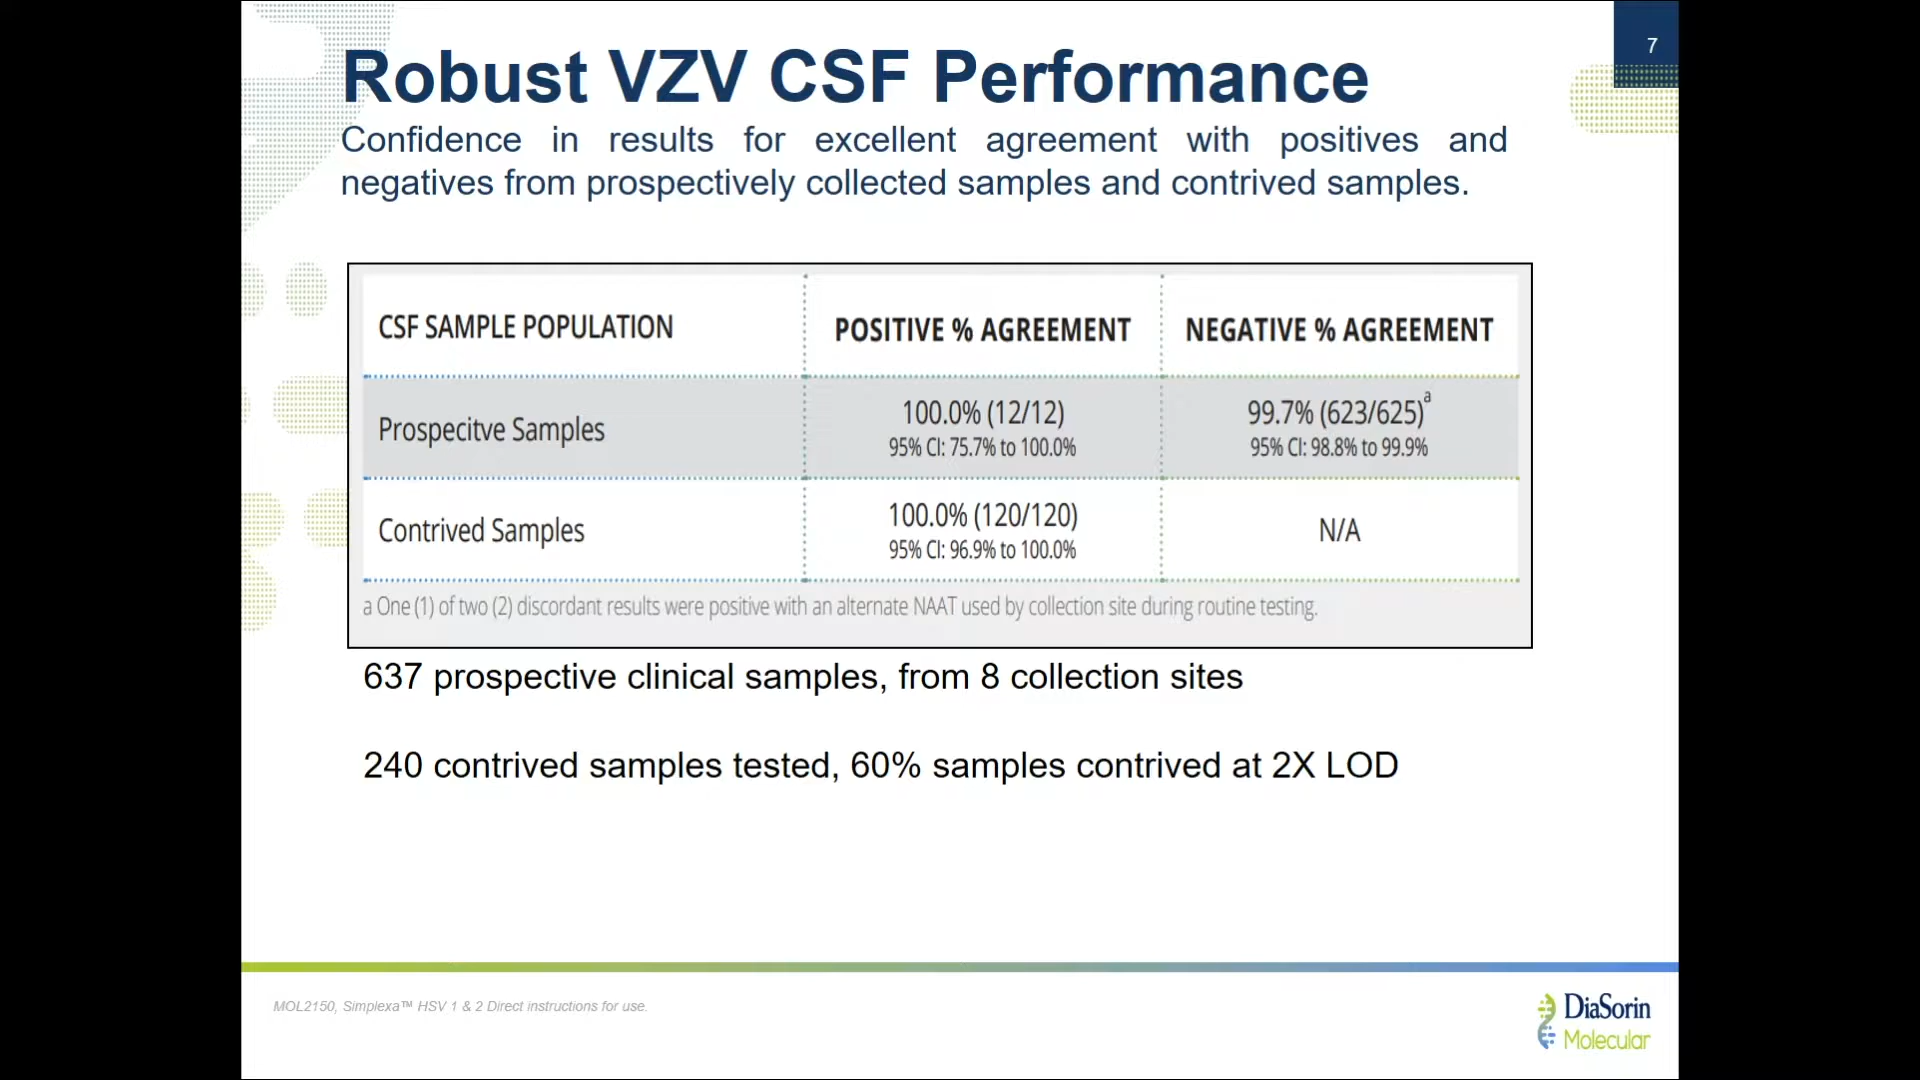 7
Robust VZV CSF Performance
Confidence in results for excellent agreement with positives and
negatives from prospectively collected samples and contrived samples.
CSF SAMPLE POPULATION POSITIVE % AGREEMENT NEGATIVE % AGREEMENT
Prospecitve Samples 100.0% (12/12) 99.7% (623/625)a
95% CI: 75.7% to 100.0% 95% CI: 98.8% to 99.9%
Contrived Samples 100.0% (120/120) N/A
95% CI: 96.9% to 100.0%
a One (1) of two (2) discordant results were positive with an alternate NAAT used by collection site during routine testing.
637 prospective clinical samples, from 8 collection sites
240 contrived samples tested, 60% samples contrived at 2X LOD
MOL2150, Simplexa™ HSV 1 & 2 Direct instructions for use.
DiaSorin
Molecular